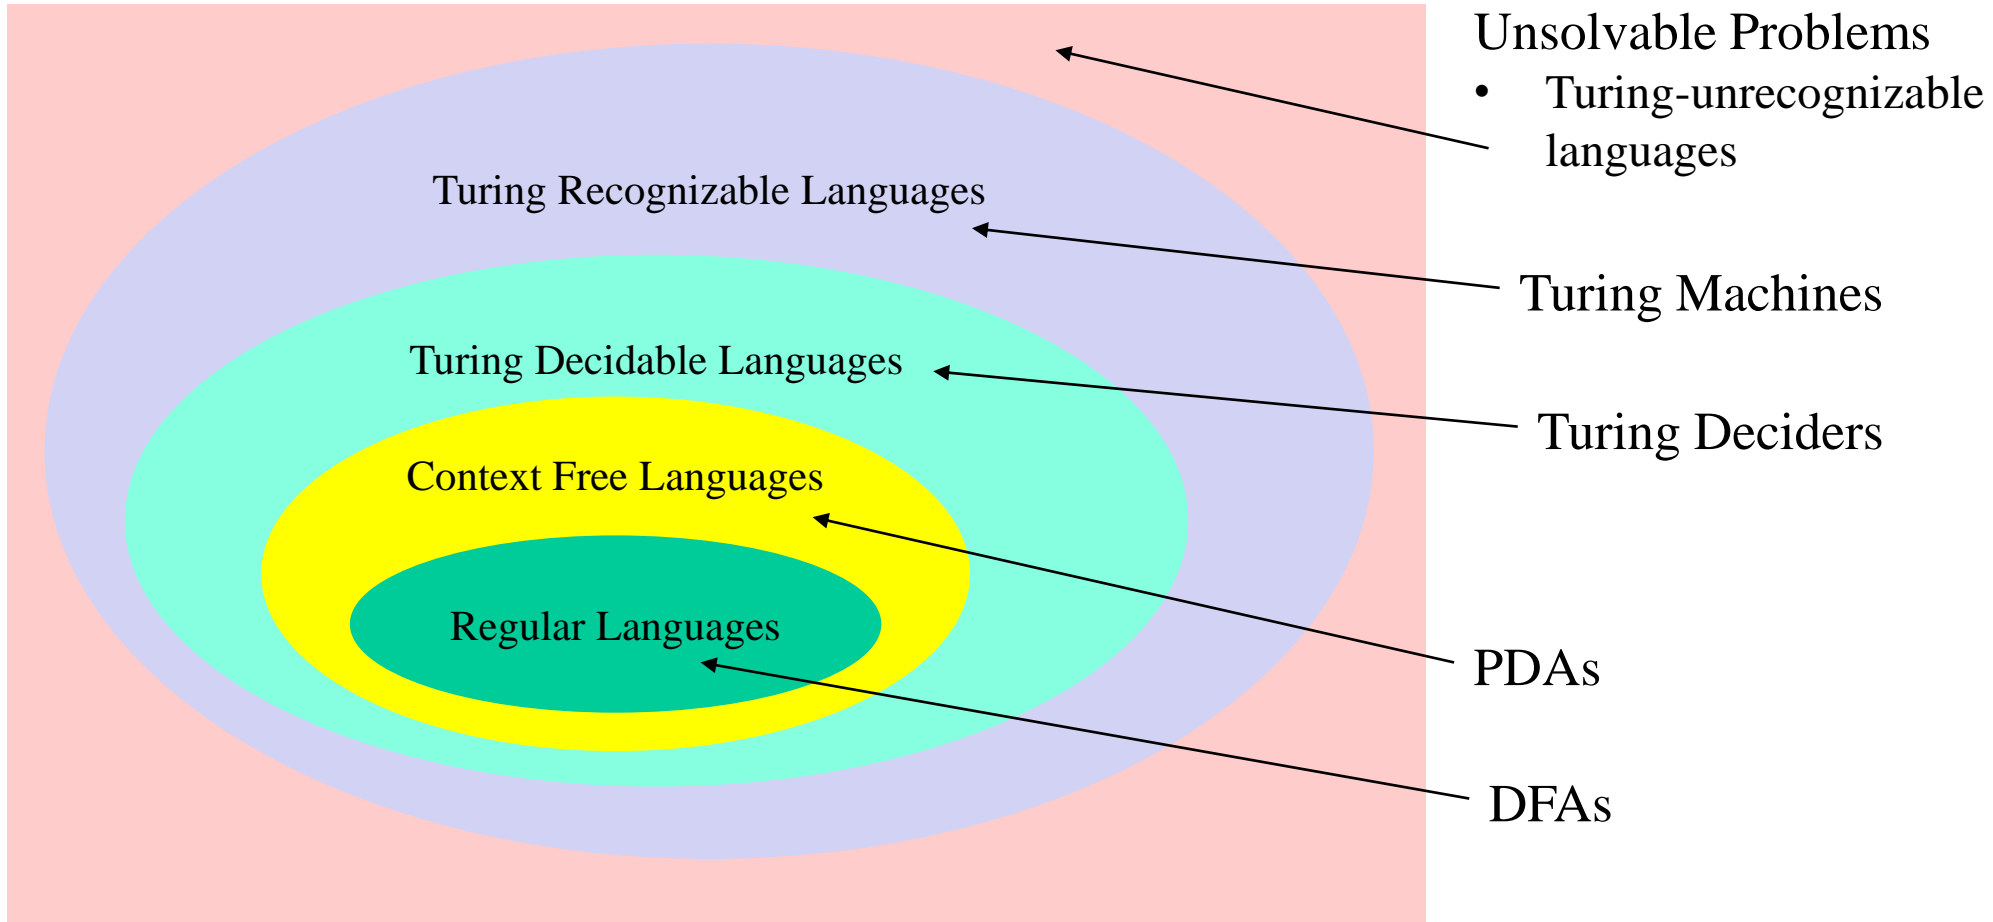 Unsolvable Problems
• Turing-unrecognizable
languages
Turing Recognizable Languages
Turing Machines
Turing Decidable Languages
Turing Deciders
Context Free Languages
Regular Languages
PDAs
DFAs